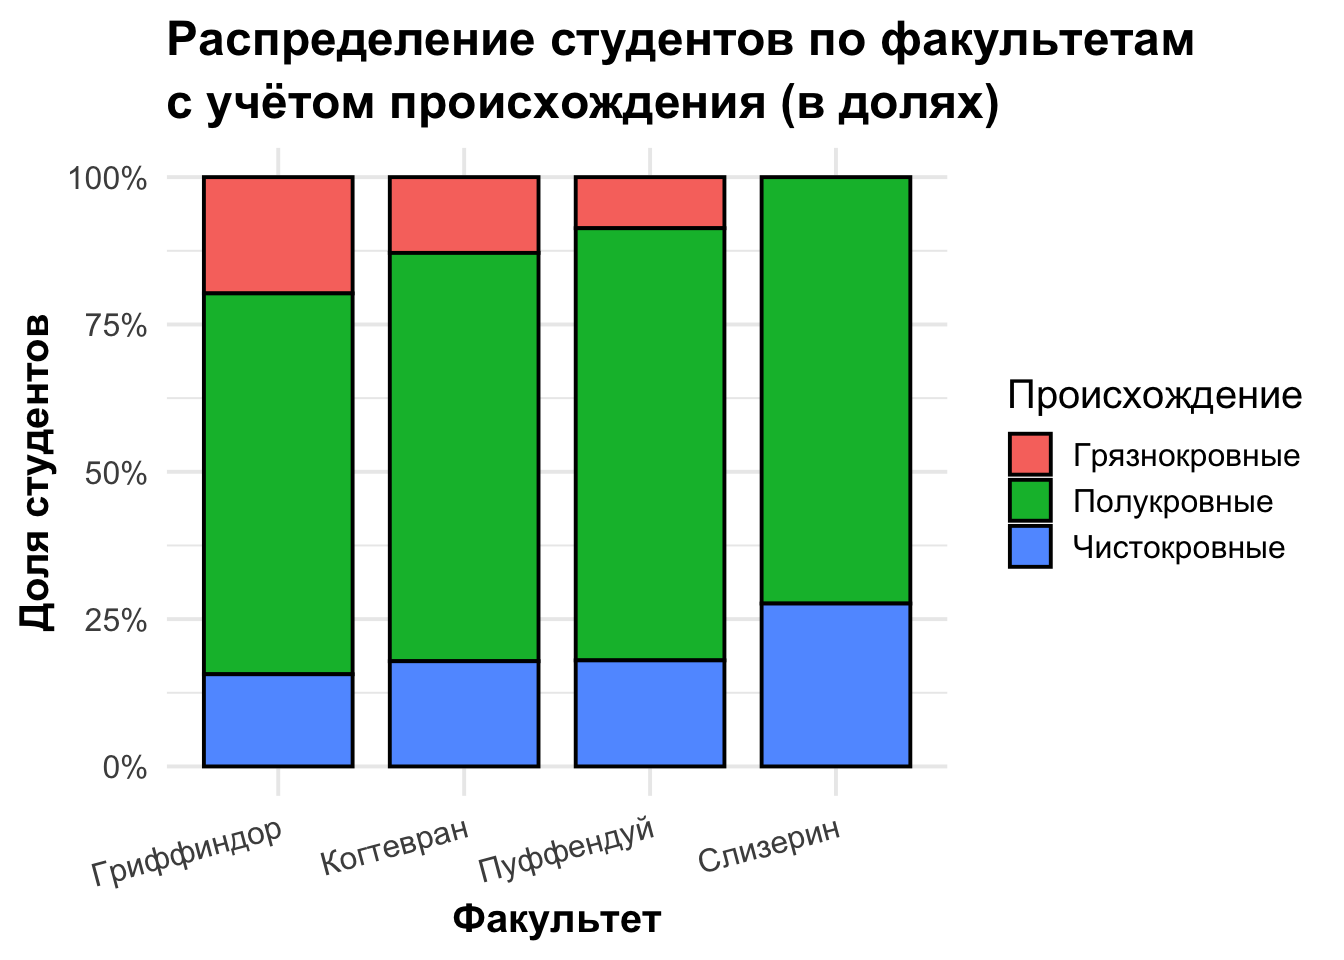 Распределение студентов по факультетам
с учётом происхождения (в долях)
100%
75%
50%
25%
0%
Доля студентов
Гриффиндор
Когтевран
Пуффендуй
Слизерин
Факультет
Происхождение
Грязнокровные
Полукровные
Чистокровные